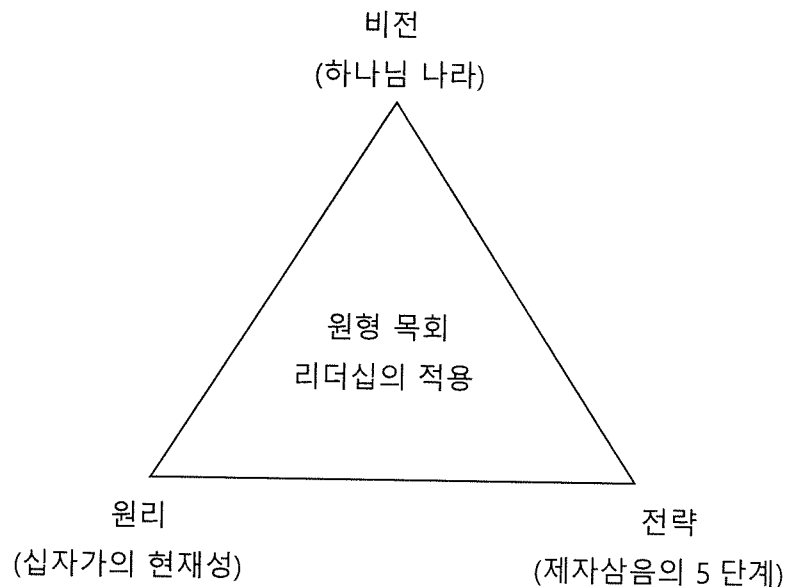 비전
(하나님 나라)
원형 목회
리더십의 적용
원리
(십자가의 현재성)
전략
(제자삼음의 5 단계)